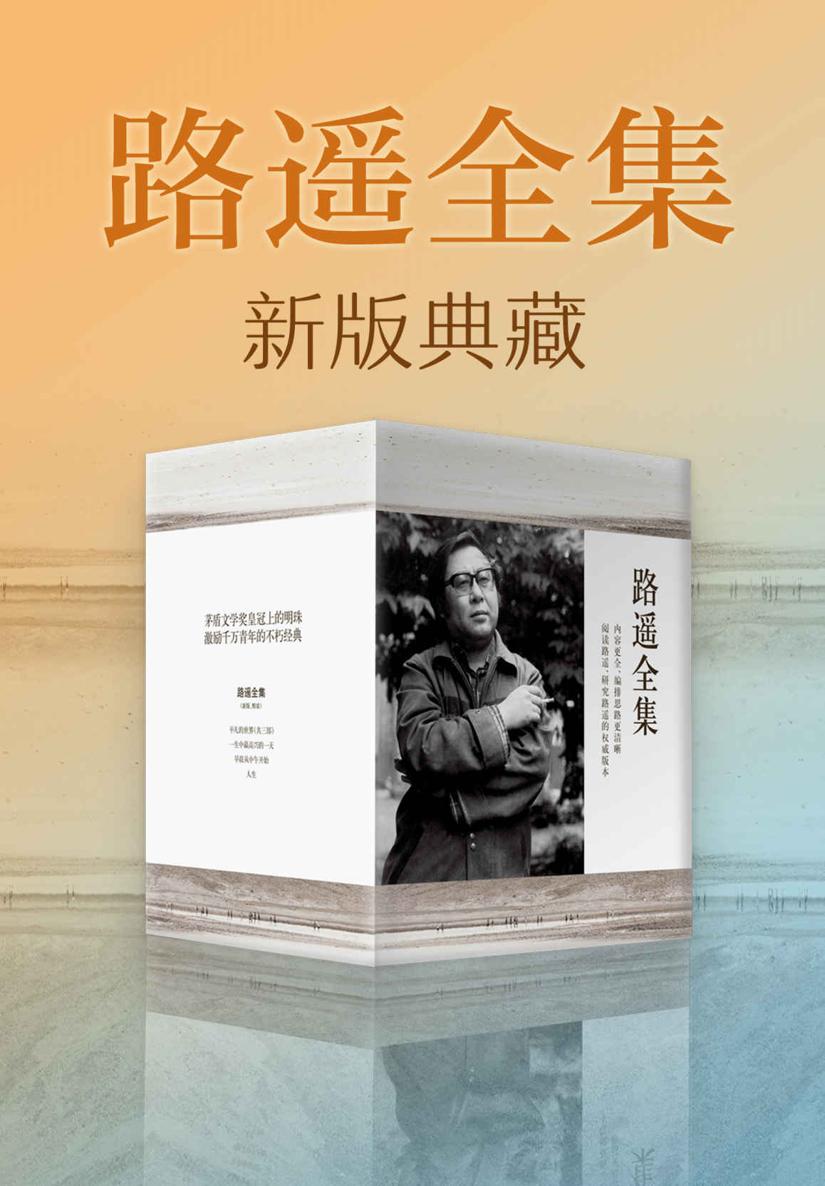 路遥全集
新版典藏
茅盾文学奖皇冠上的明珠
激励千万青年的不朽经典
路遥全集
平凡的世界(共三部)
一生中最高兴的一天
早晨从中午开始
人生
路遥全集
内容更全、编排思路更清晰
阅读路遥、研究路遥的权威版本